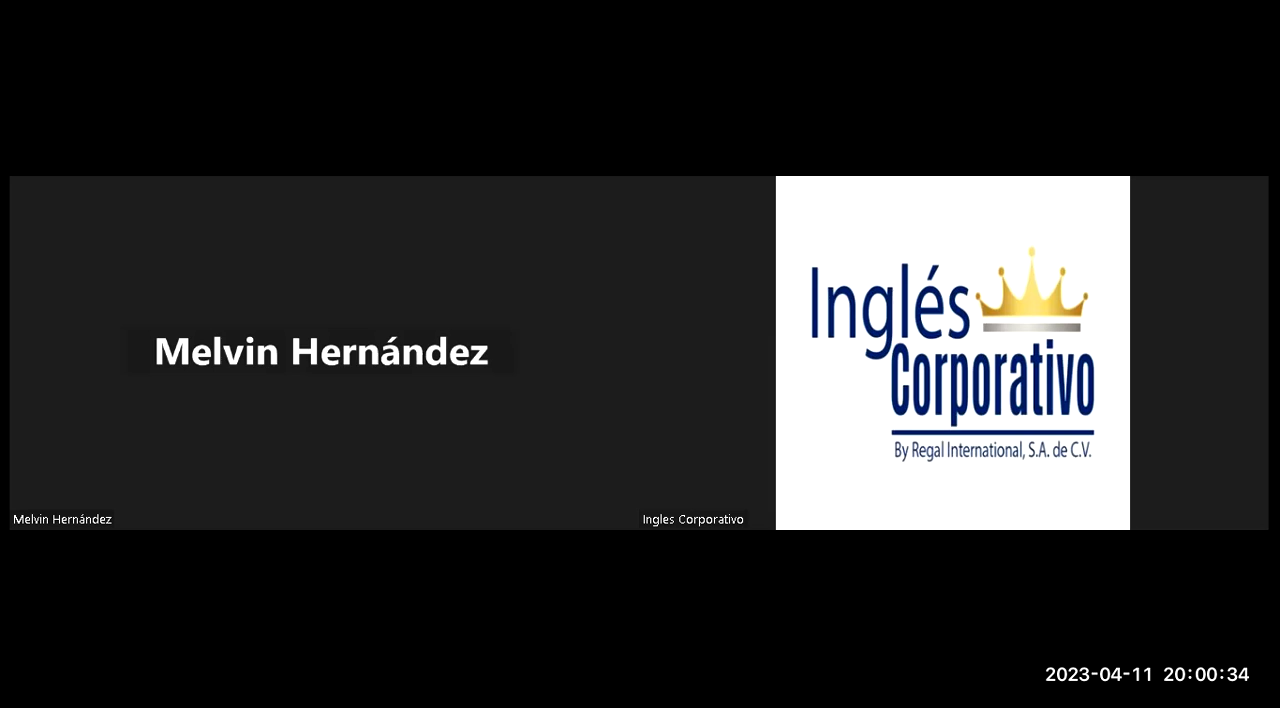 Melvin Hernández
Melvin Hernández
Inglés
Corporativo
By Regal International, S.A. de C.V.
Ingles Corporativo
2023-04-11 20:00:34